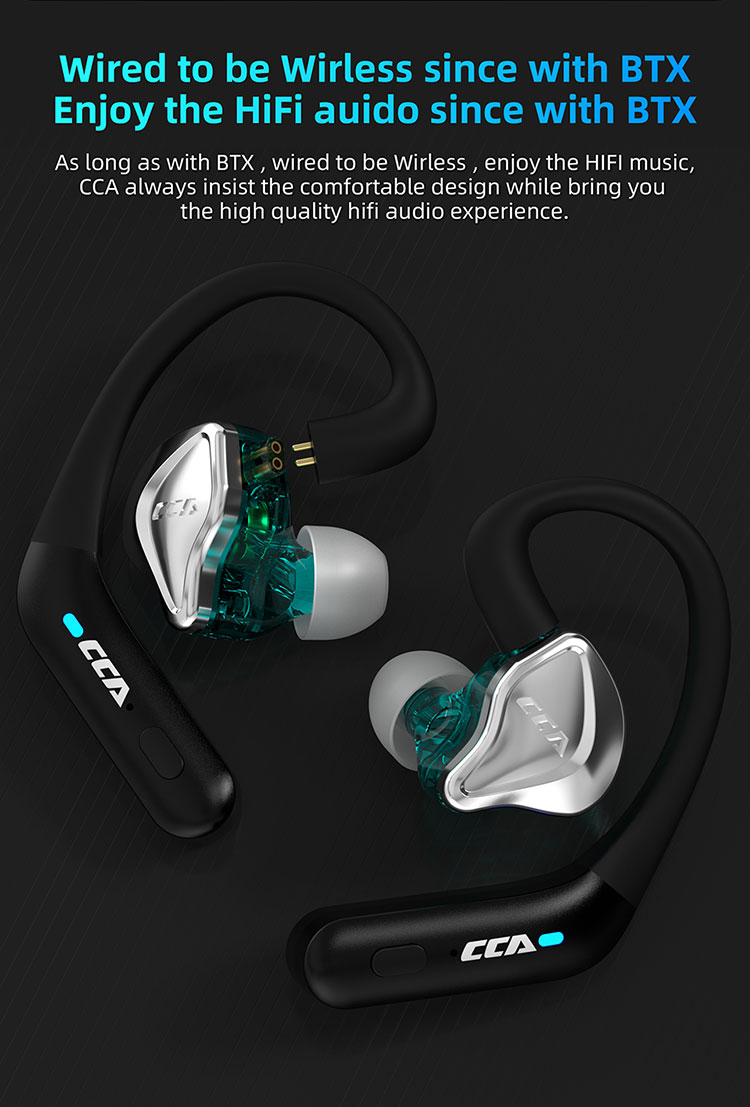 Wired to be Wirless since with BTX
Enjoy the HiFi auido since with BTX
As long as with BTX , wired to be Wirless , enjoy the HIFI music,
CCA always insist the comfortable design while bring you
the high quality hifi audio experience.
CCA
CCA
CCA
CCA